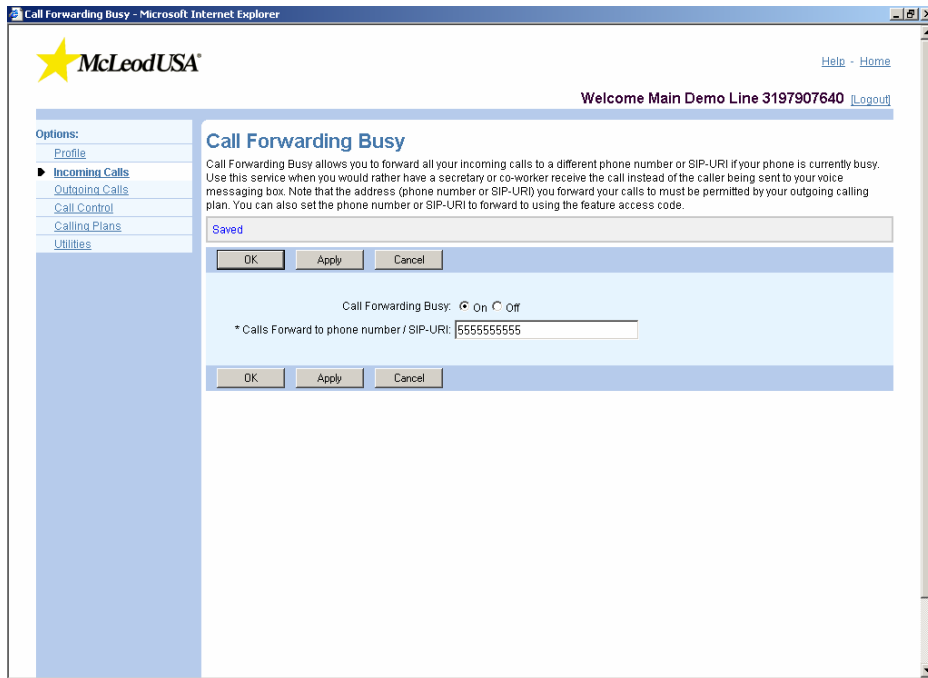 Call Forwarding Busy - Microsoft Internet Explorer
McLeodUSA®
Help - Home
Welcome Main Demo Line 3197907640 [Logout]
Options:
Profile
Incoming Calls
Outgoing Calls
Call Control
Calling Plans
Utilities
Call Forwarding Busy
Call Forwarding Busy allows you to forward all your incoming calls to a different phone number or SIP-URI if your phone is currently busy.
Use this service when you would rather have a secretary or co-worker receive the call instead of the caller being sent to your voice
messaging box. Note that the address (phone number or SIP-URI) you forward your calls to must be permitted by your outgoing calling
plan. You can also set the phone number or SIP-URI to forward to using the feature access code.
Saved
OK Apply Cancel
Call Forwarding Busy: On Off
* Calls Forward to phone number / SIP-URI: 5555555555
OK Apply Cancel